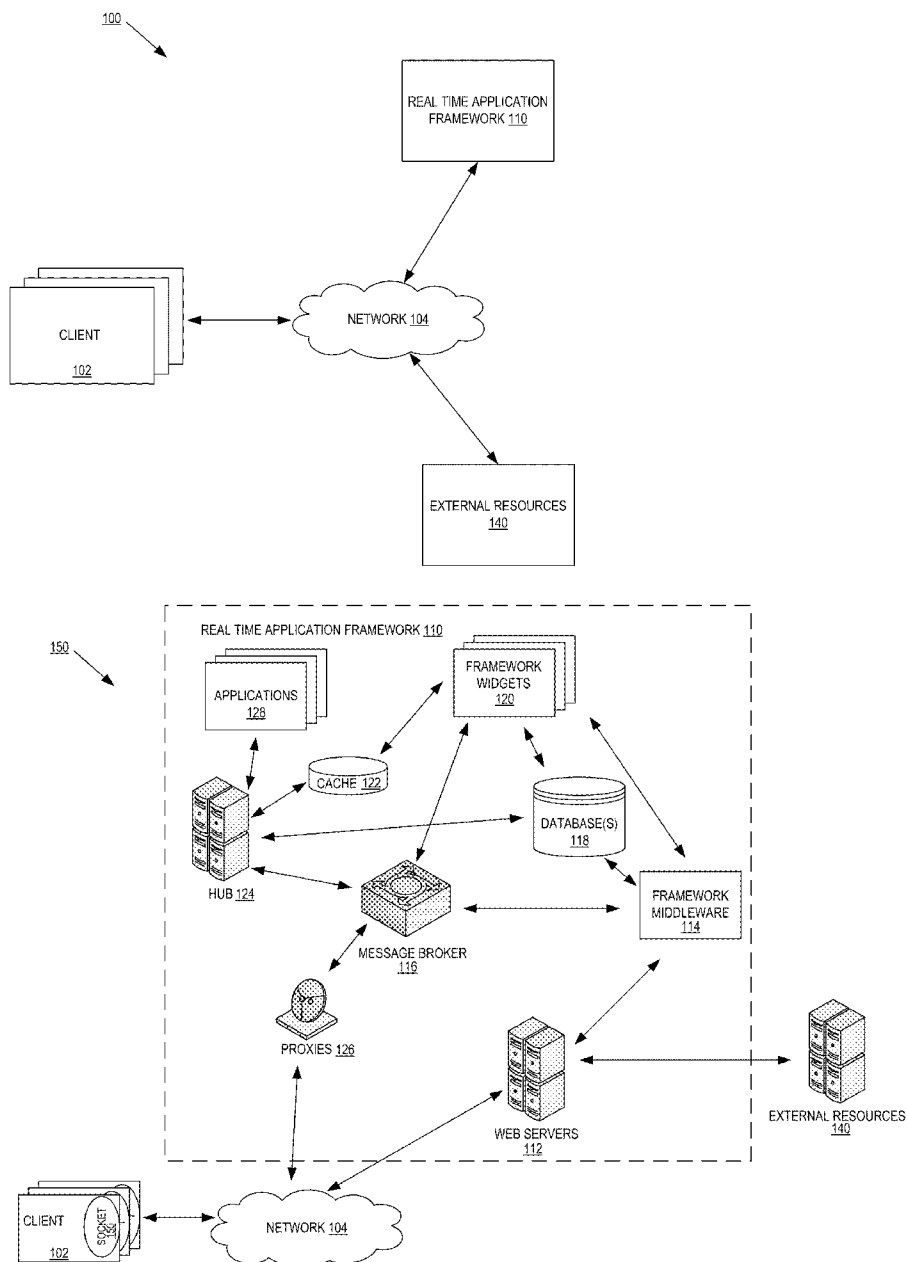 100
REAL TIME APPLICATION
FRAMEWORK 110
CLIENT
102
NETWORK 104
EXTERNAL RESOURCES
140
150
REAL TIME APPLICATION FRAMEWORK 110
APPLICATIONS
128
FRAMEWORK
WIDGETS
120
CACHE 122
DATABASE(S)
118
HUB 124
FRAMEWORK
MIDDLEWARE
114
MESSAGE BROKER
116
PROXIES 126
WEB SERVERS
112
EXTERNAL RESOURCES
140
CLIENT
102
SOCKET
NETWORK 104